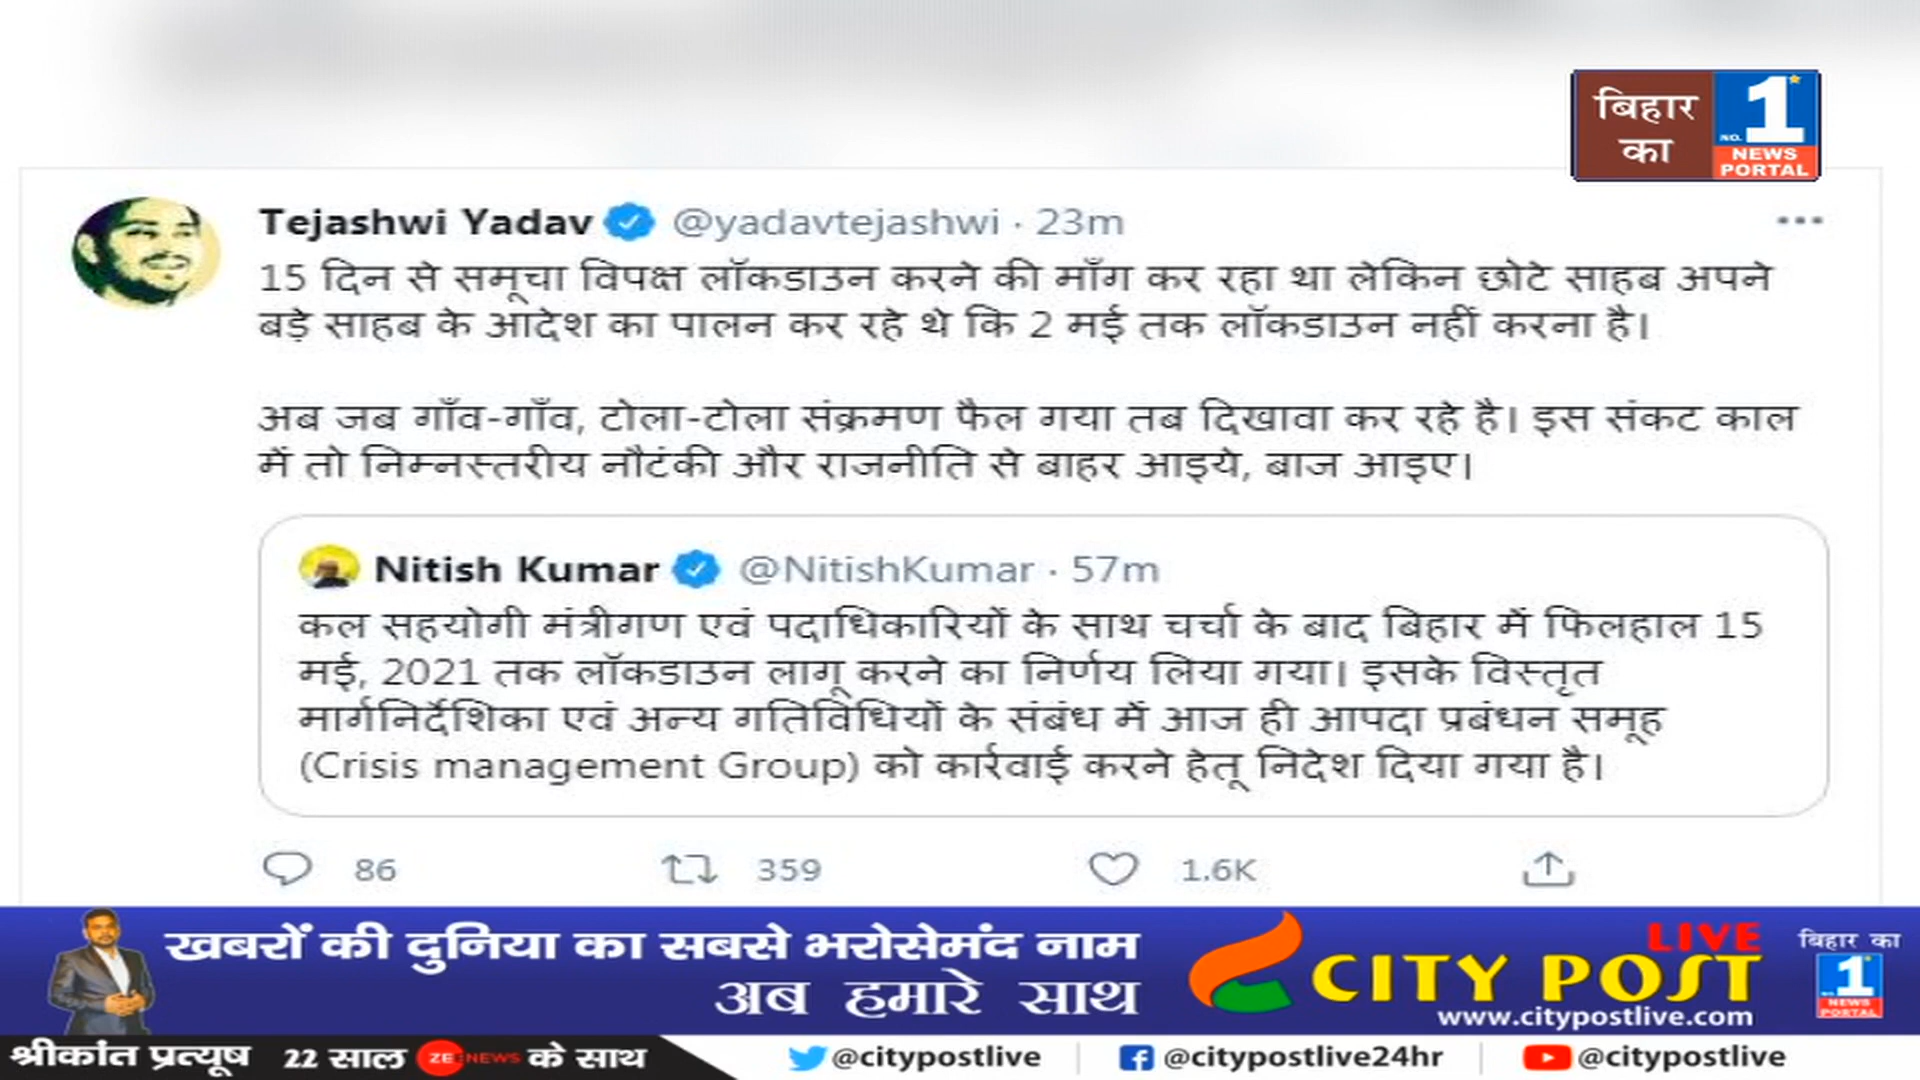 बिहार
का
NO. 1
NEWS
PORTAL
Tejashwi Yadav @yadavtejashwi · 23m
15 दिन से समूचा विपक्ष लॉकडाउन करने की माँग कर रहा था लेकिन छोटे साहब अपने
बड़े साहब के आदेश का पालन कर रहे थे कि 2 मई तक लॉकडाउन नहीं करना है।
अब जब गाँव-गाँव, टोला-टोला संक्रमण फैल गया तब दिखावा कर रहे है। इस संकट काल
में तो निम्नस्तरीय नौटंकी और राजनीति से बाहर आइये, बाज आइए।
Nitish Kumar @NitishKumar · 57m
कल सहयोगी मंत्रीगण एवं पदाधिकारियों के साथ चर्चा के बाद बिहार में फिलहाल 15
मई, 2021 तक लॉकडाउन लागू करने का निर्णय लिया गया। इसके विस्तृत
मार्गनिर्देशिका एवं अन्य गतिविधियों के संबंध में आज ही आपदा प्रबंधन समूह
(Crisis management Group) को कार्रवाई करने हेतू निदेश दिया गया है।
86 359 1.6K
खबरों की दुनिया का सबसे भरोसेमंद नाम
अब हमारे साथ
LIVE
CITY POST
www.citypostlive.com
बिहार का
1
NEWS
PORTAL
श्रीकांत प्रत्यूष 22 साल ZEE NEWS के साथ
@citypostlive @citypostlive24hr @citypostlive